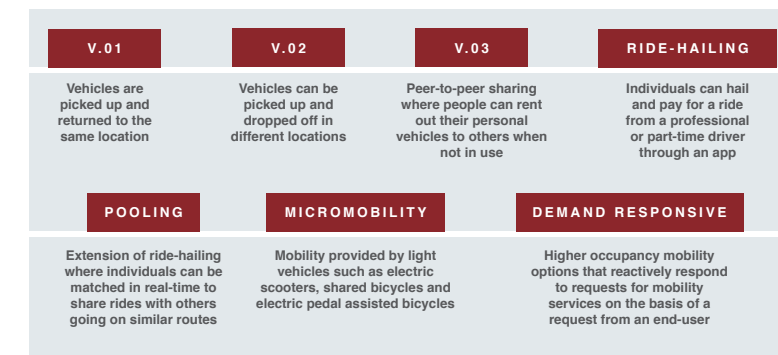 V.01
Vehicles are
picked up and
returned to the
same location
V.02
Vehicles can be
picked up and
dropped off in
different locations
V.03
Peer-to-peer sharing
where people can rent
out their personal
vehicles to others when
not in use
RIDE-HAILING
Individuals can hail
and pay for a ride
from a professional
or part-time driver
through an app
POOLING
Extension of ride-hailing
where individuals can be
matched in real-time to
share rides with others
going on similar routes
MICROMOBILITY
Mobility provided by light
vehicles such as electric
scooters, shared bicycles and
electric pedal assisted bicycles
DEMAND RESPONSIVE
Higher occupancy mobility
options that reactively respond
to requests for mobility
services on the basis of a
request from an end-user